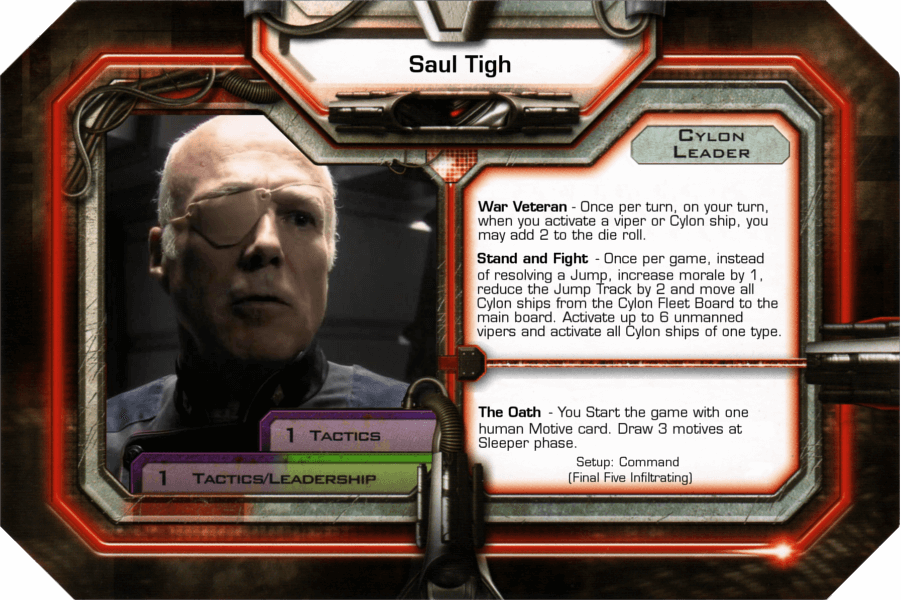 Saul Tigh
Cylon
Leader
War Veteran - Once per turn, on your turn,
when you activate a viper or Cylon ship, you
may add 2 to the die roll.
Stand and Fight - Once per game, instead
of resolving a Jump, increase morale by 1,
reduce the Jump Track by 2 and move all
Cylon ships from the Cylon Fleet Board to the
main board. Activate up to 6 unmanned
vipers and activate all Cylon ships of one type.
The Oath - You Start the game with one
human Motive card. Draw 3 motives at
Sleeper phase.
Setup: Command
(Final Five Infiltrating)
1 Tactics
1 Tactics/Leadership